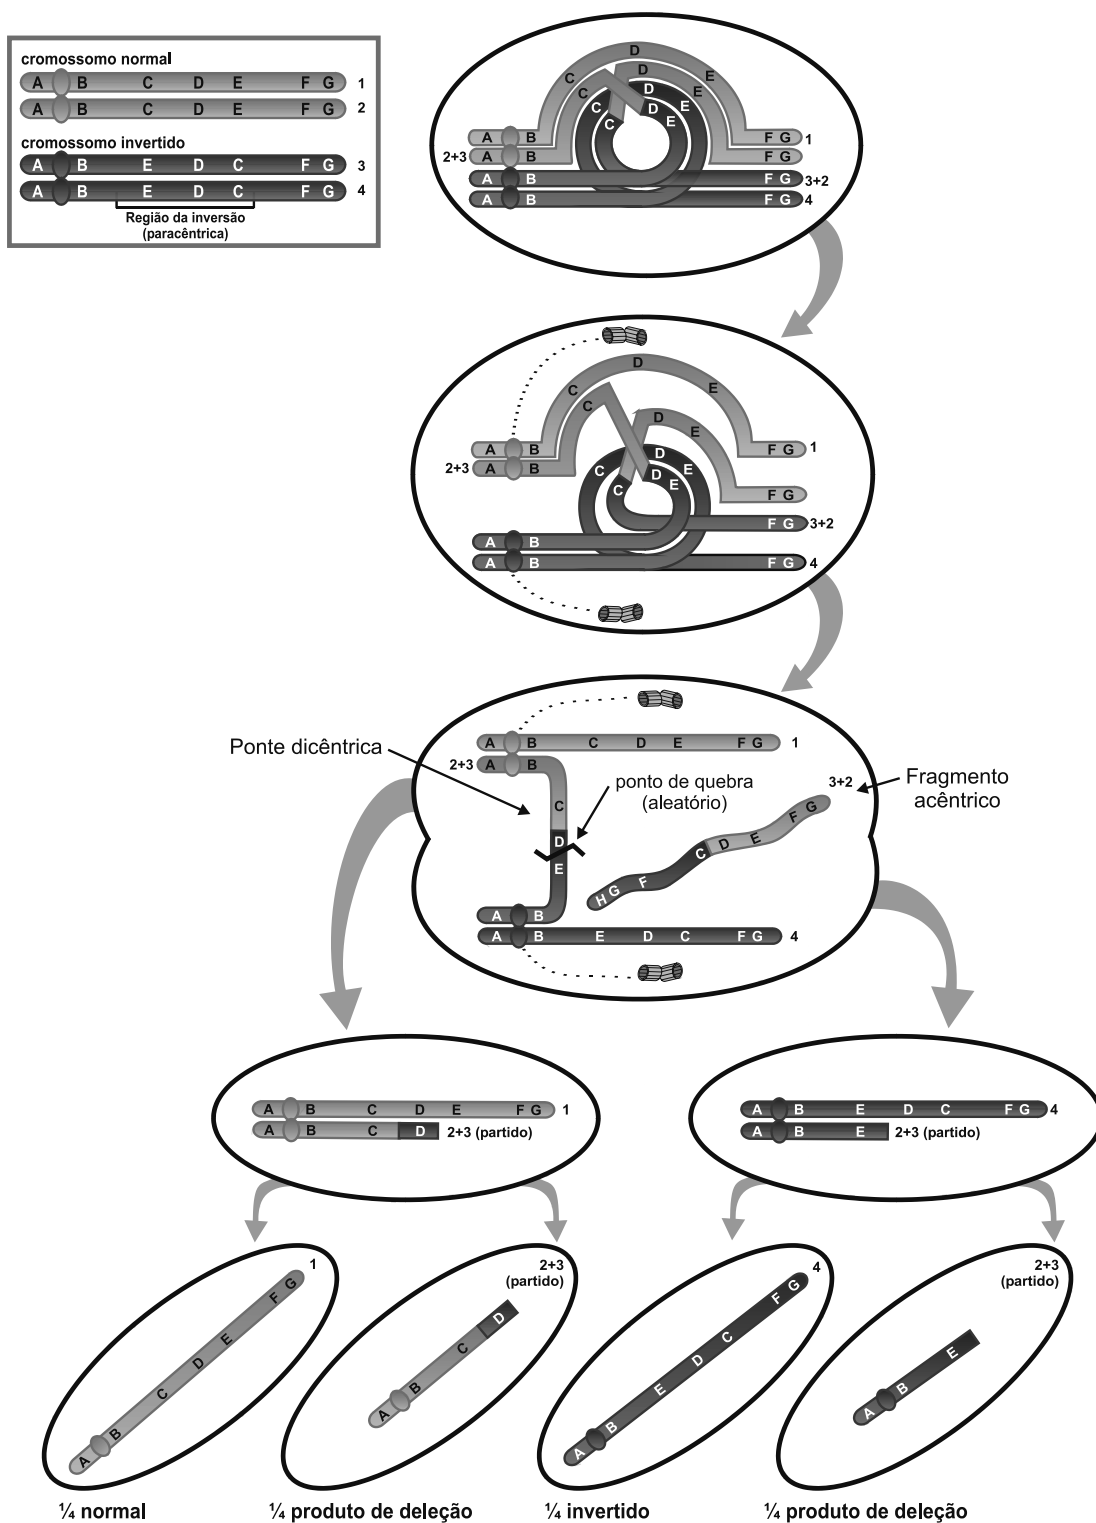 cromossomo normal
A B C D E F G 1
A B C D E F G 2
cromossomo invertido
A B E D C F G 3
A B E D C F G 4
Região da inversão
(paracêntrica)
D
C D E
C D E
C D E
C D E
A B F G 1
2+3 A B F G
A B F G 3+2
A B F G 4
D
C E
C D E
C D E
C D E
A B F G 1
2+3 A B F G
F G 3+2
A B
A B F G 4
Ponte dicêntrica
A B C D E F G 1
2+3 A B
ponto de quebra
(aleatório)
3+2
Fragmento
acêntrico
C
D
E
H G F C D E F G
A B
A B E D C F G 4
A B C D E F G 1
A B C D 2+3 (partido)
A B E D C F G 4
A B E 2+3 (partido)
1
A B C D E F G
2+3
(partido)
A B C D
4
A B E D C F G
2+3
(partido)
A B E
¼ normal
¼ produto de deleção
¼ invertido
¼ produto de deleção